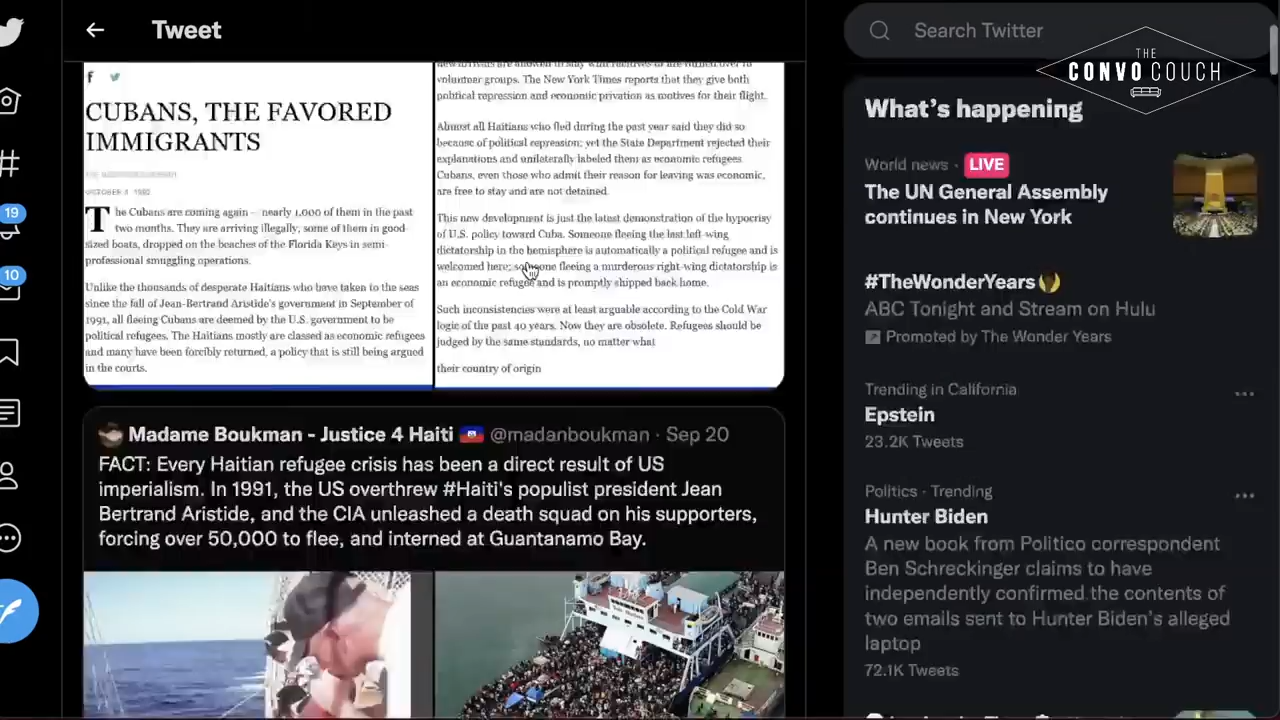 Tweet
Search Twitter
THE
CONVO COUCH
CUBANS, THE FAVORED
IMMIGRANTS
OCTOBER 4, 1992
The Cubans are coming again — nearly 1,000 of them in the past
two months. They are arriving illegally, some of them in good-
sized boats, dropped on the beaches of the Florida Keys in semi-
professional smuggling operations.
Unlike the thousands of desperate Haitians who have taken to the seas
since the fall of Jean-Bertrand Aristide's government in September of
1991, all fleeing Cubans are deemed by the U.S. government to be
political refugees. The Haitians mostly are classed as economic refugees
and many have been forcibly returned, a policy that is still being argued
in the courts.
new arrivals are allowed to stay with relatives or are turned over to
volunteer groups. The New York Times reports that they give both
political repression and economic privation as motives for their flight.
Almost all Haitians who fled during the past year said they did so
because of political repression; yet the State Department rejected their
explanations and unilaterally labeled them as economic refugees.
Cubans, even those who admit their reason for leaving was economic,
are free to stay and are not detained.
This new development is just the latest demonstration of the hypocrisy
of U.S. policy toward Cuba. Someone fleeing the last left-wing
dictatorship in the hemisphere is automatically a political refugee and is
welcomed here; someone fleeing a murderous right-wing dictatorship is
an economic refugee and is promptly shipped back home.
Such inconsistencies were at least arguable according to the Cold War
logic of the past 40 years. Now they are obsolete. Refugees should be
judged by the same standards, no matter what
their country of origin
Madame Boukman - Justice 4 Haiti 🇭🇹 @madanboukman · Sep 20
FACT: Every Haitian refugee crisis has been a direct result of US
imperialism. In 1991, the US overthrew #Haiti's populist president Jean
Bertrand Aristide, and the CIA unleashed a death squad on his supporters,
forcing over 50,000 to flee, and interned at Guantanamo Bay.
19
10
What's happening
World news · LIVE
The UN General Assembly
continues in New York
#TheWonderYears
ABC Tonight and Stream on Hulu
Promoted by The Wonder Years
Trending in California
Epstein
23.2K Tweets
Politics · Trending
Hunter Biden
A new book from Politico correspondent
Ben Schreckinger claims to have
independently confirmed the contents of
two emails sent to Hunter Biden's alleged
laptop
72.1K Tweets